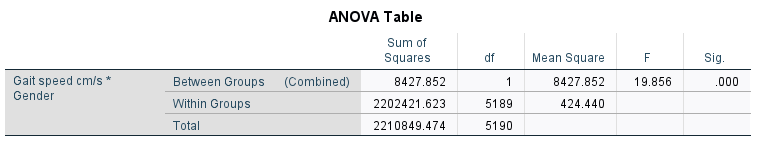 ANOVA Table
Sum of
Squares df Mean Square F Sig.
Gait speed cm/s * Between Groups (Combined) 8427.852 1 8427.852 19.856 .000
Gender
Within Groups 2202421.623 5189 424.440
Total 2210849.474 5190